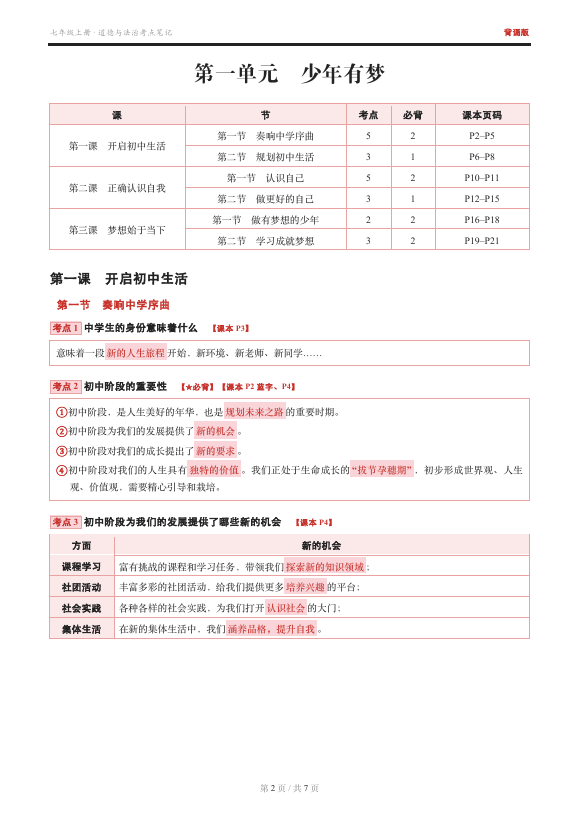 七年级上册·道德与法治考点笔记 背诵版
第一单元 少年有梦
课 节 考点 必背 课本页码
第一课 开启初中生活 第一节 奏响中学序曲 5 2 P2–P5
第二节 规划初中生活 3 1 P6–P8
第二课 正确认识自我 第一节 认识自己 5 2 P10–P11
第二节 做更好的自己 3 1 P12–P15
第三课 梦想始于当下 第一节 做有梦想的少年 2 2 P16–P18
第二节 学习成就梦想 3 2 P19–P21
第一课 开启初中生活
第一节 奏响中学序曲
考点 1 中学生的身份意味着什么 【课本 P3】
意味着一段新的人生旅程开始，新环境、新老师、新同学……
考点 2 初中阶段的重要性 【★必背】【课本 P2 蓝字、P4】
①初中阶段，是人生美好的年华，也是规划未来之路的重要时期。
②初中阶段为我们的发展提供了新的机会。
③初中阶段对我们的成长提出了新的要求。
④初中阶段对我们的人生具有独特的价值。我们正处于生命成长的“拔节孕穗期”，初步形成世界观、人生
观、价值观，需要精心引导和栽培。
考点 3 初中阶段为我们的发展提供了哪些新的机会 【课本 P4】
方面 新的机会
课程学习 富有挑战的课程和学习任务，带领我们探索新的知识领域；
社团活动 丰富多彩的社团活动，给我们提供更多培养兴趣的平台；
社会实践 各种各样的社会实践，为我们打开认识社会的大门；
集体生活 在新的集体生活中，我们涵养品格，提升自我。
第 2 页 / 共 7 页